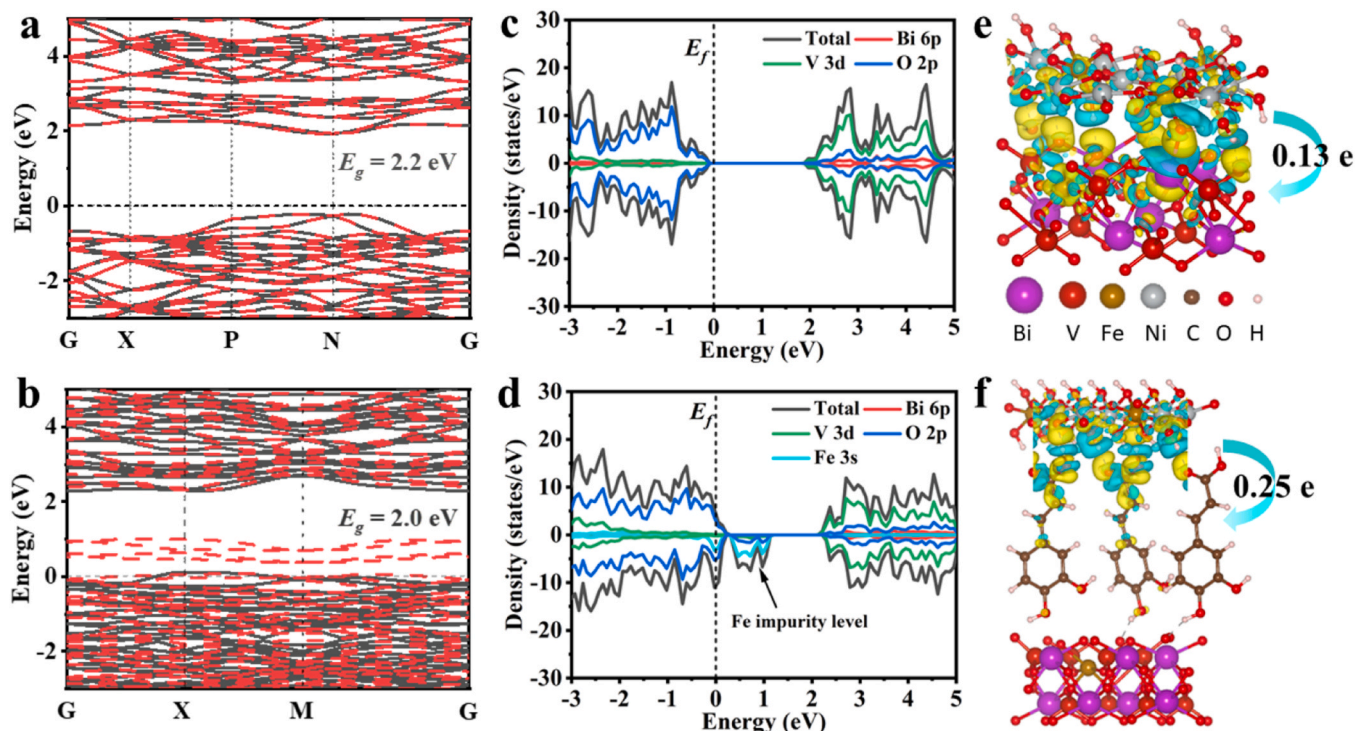 a
4
2
0
-2
Energy (eV)
Eg = 2.2 eV
G X P N G
c
30
20
10
0
10
20
30
Density (states/eV)
Ef
Total Bi 6p
V 3d O 2p
-3 -2 -1 0 1 2 3 4 5
Energy (eV)
e
0.13 e
Bi V Fe Ni C O H
b
4
2
0
-2
Energy (eV)
Eg = 2.0 eV
G X M G
d
30
20
10
0
-10
-20
-30
Density (states/eV)
Ef
Total Bi 6p
V 3d O 2p
Fe 3s
Fe impurity level
-3 -2 -1 0 1 2 3 4 5
Energy (eV)
f
0.25 e